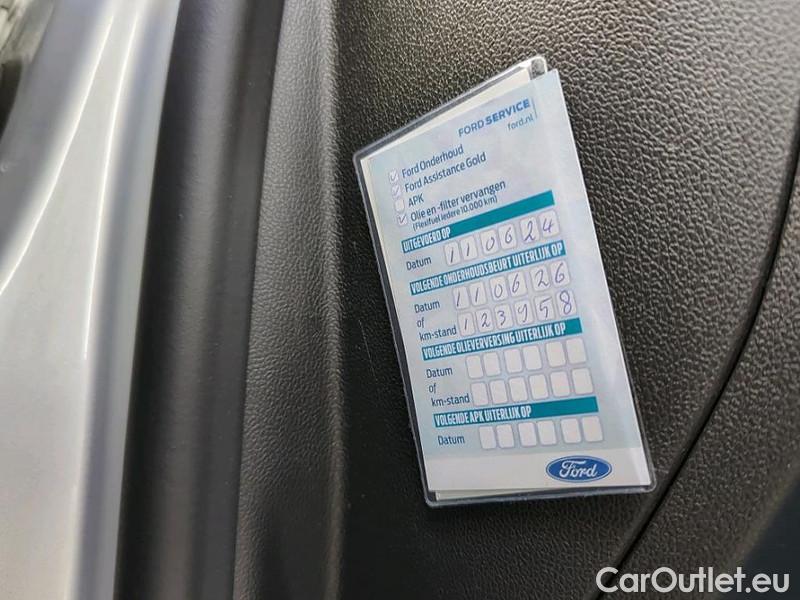 FORD SERVICE
ford.nl
Ford Onderhoud
Ford Assistance Gold
APK
Olie en -filter vervangen
(Flexifuel iedere 10.000 km)
UITGEVOERD OP
Datum 110624
VOLGENDE ONDERHOUDSBEURT UITERLIJK OP
Datum 110626
of
km-stand 123958
VOLGENDE OLIEVERVERSING UITERLIJK OP
Datum
of
km-stand
VOLGENDE APK UITERLIJK OP
Datum
Ford
CarOutlet.eu